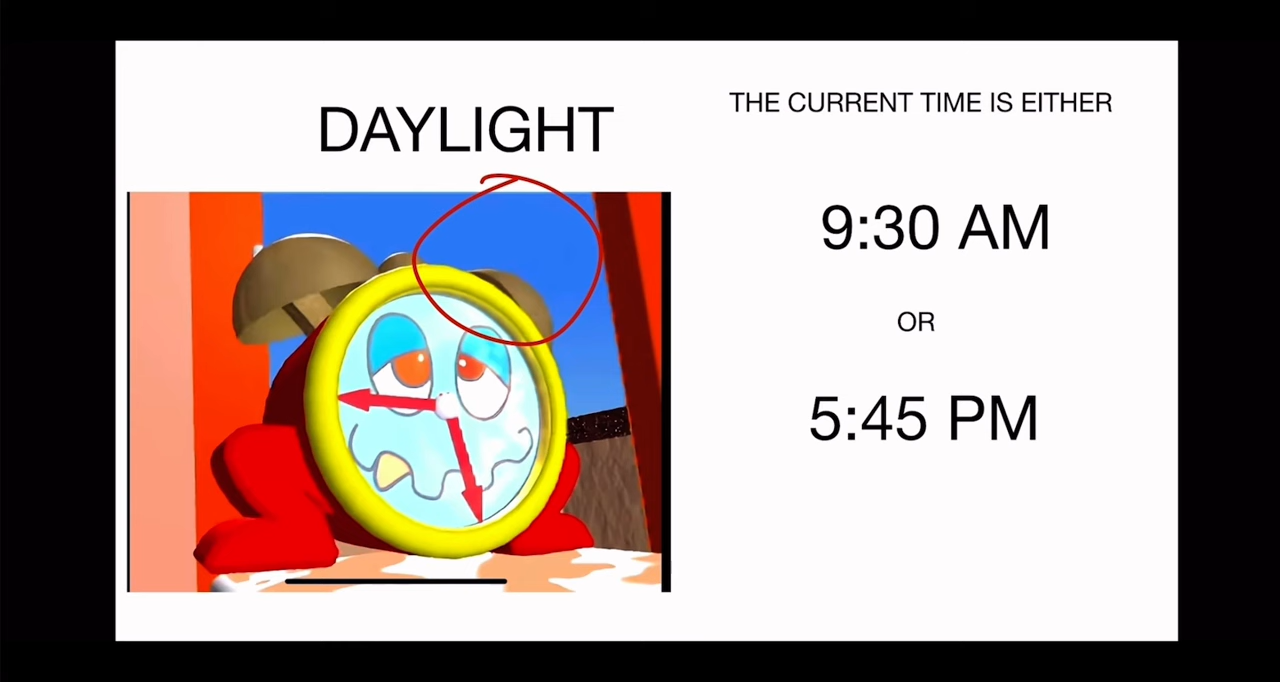 DAYLIGHT
THE CURRENT TIME IS EITHER
9:30 AM
OR
5:45 PM